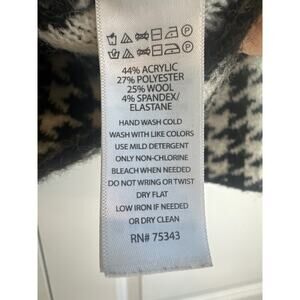 44% ACRYLIC
27% POLYESTER
25% WOOL
4% SPANDEX/
ELASTANE
HAND WASH COLD
WASH WITH LIKE COLORS
USE MILD DETERGENT
ONLY NON-CHLORINE
BLEACH WHEN NEEDED
DO NOT WRING OR TWIST
DRY FLAT
LOW IRON IF NEEDED
OR DRY CLEAN
RN# 75343